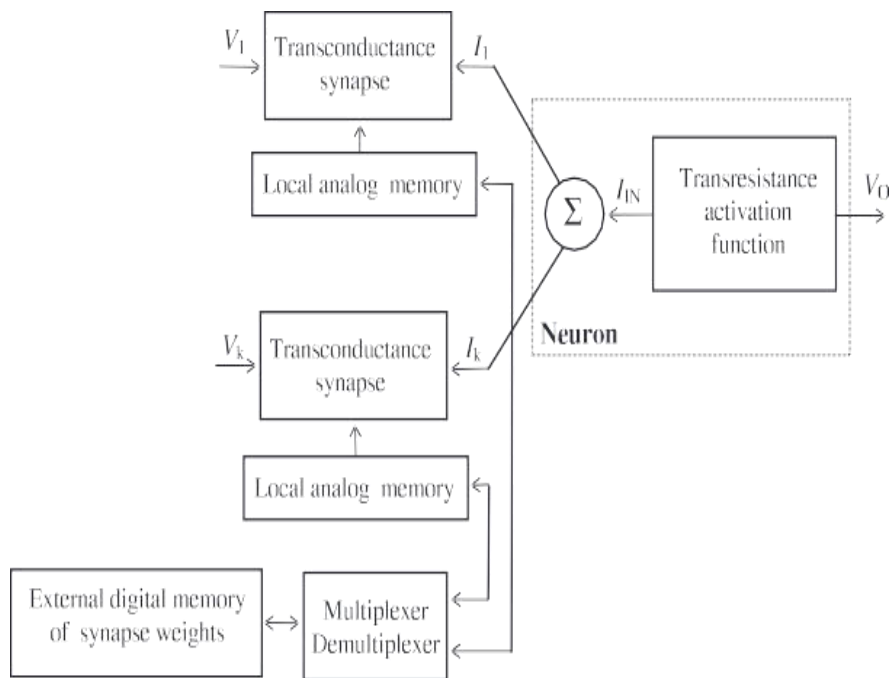 V1
Transconductance
synapse
I1
Local analog memory
Σ
IIN
Transresistance
activation
function
VO
Neuron
Vk
Transconductance
synapse
Ik
Local analog memory
External digital memory
of synapse weights
Multiplexer
Demultiplexer